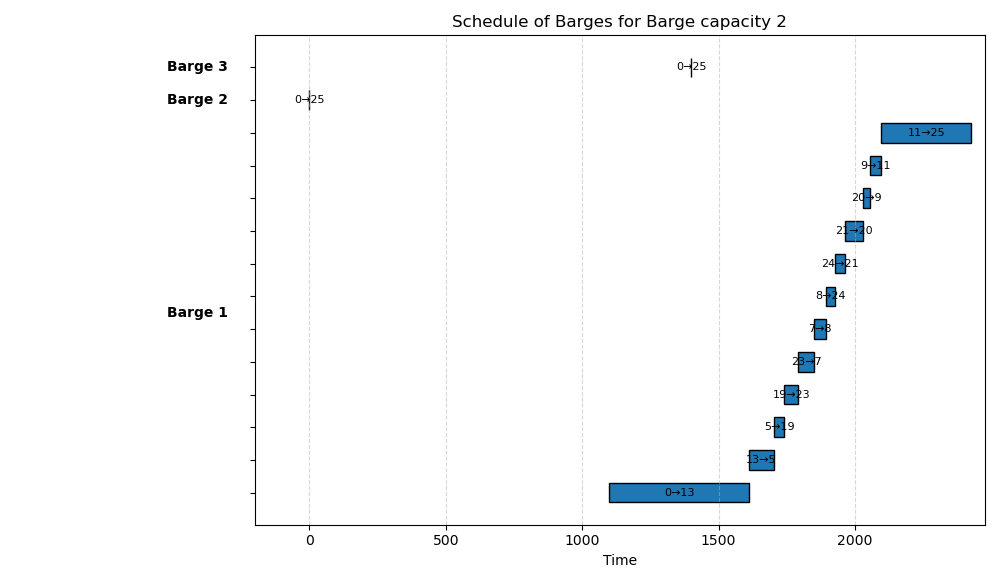 Schedule of Barges for Barge capacity 2
Barge 3
0→25
Barge 2
0→25
11→25
9→11
20→9
21→20
24→21
8→24
Barge 1
7→8
23→7
19→23
5→19
13→5
0→13
0 500 1000 1500 2000
Time